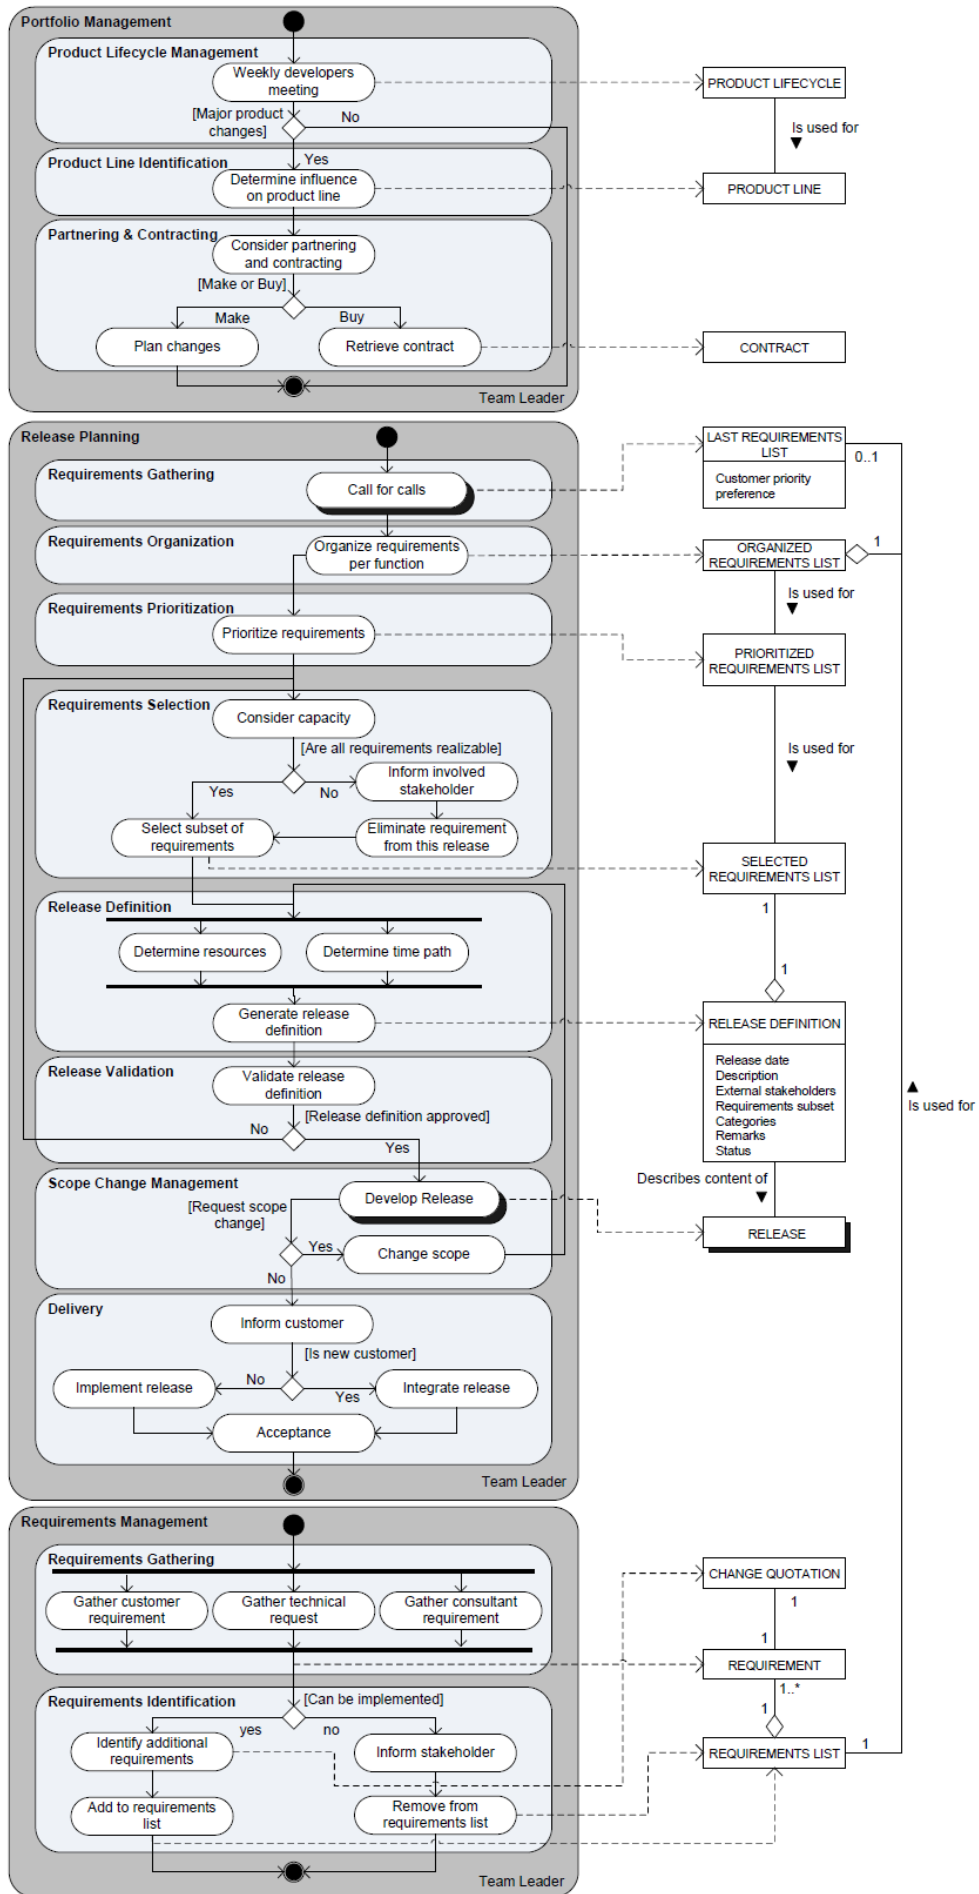 Portfolio Management
Product Lifecycle Management
Weekly developers
meeting
PRODUCT LIFECYCLE
[Major product
changes]
No
Is used for
Yes
Product Line Identification
Determine influence
on product line
PRODUCT LINE
Partnering & Contracting
Consider partnering
and contracting
[Make or Buy]
Make
Buy
Plan changes
Retrieve contract
CONTRACT
Team Leader
Release Planning
LAST REQUIREMENTS
LIST
0..1
Customer priority
preference
Requirements Gathering
Call for calls
Requirements Organization
Organize requirements
per function
ORGANIZED
REQUIREMENTS LIST
1
Is used for
Requirements Prioritization
Prioritize requirements
PRIORITIZED
REQUIREMENTS LIST
Requirements Selection
Consider capacity
[Are all requirements realizable]
Is used for
Yes
No
Inform involved
stakeholder
Select subset of
requirements
Eliminate requirement
from this release
SELECTED
REQUIREMENTS LIST
1
Release Definition
Determine resources
Determine time path
1
Generate release
definition
RELEASE DEFINITION
Release date
Description
External stakeholders
Requirements subset
Categories
Remarks
Status
Is used for
Release Validation
Validate release
definition
[Release definition approved]
No
Yes
Scope Change Management
Develop Release
Describes content of
[Request scope
change]
RELEASE
Yes
Change scope
No
Delivery
Inform customer
[Is new customer]
Implement release
No
Yes
Integrate release
Acceptance
Team Leader
Requirements Management
Requirements Gathering
CHANGE QUOTATION
Gather customer
requirement
Gather technical
request
Gather consultant
requirement
1
1
REQUIREMENT
Requirements Identification
[Can be implemented]
1..*
1
yes
no
Identify additional
requirements
Inform stakeholder
REQUIREMENTS LIST
1
Add to requirements
list
Remove from
requirements list
Team Leader